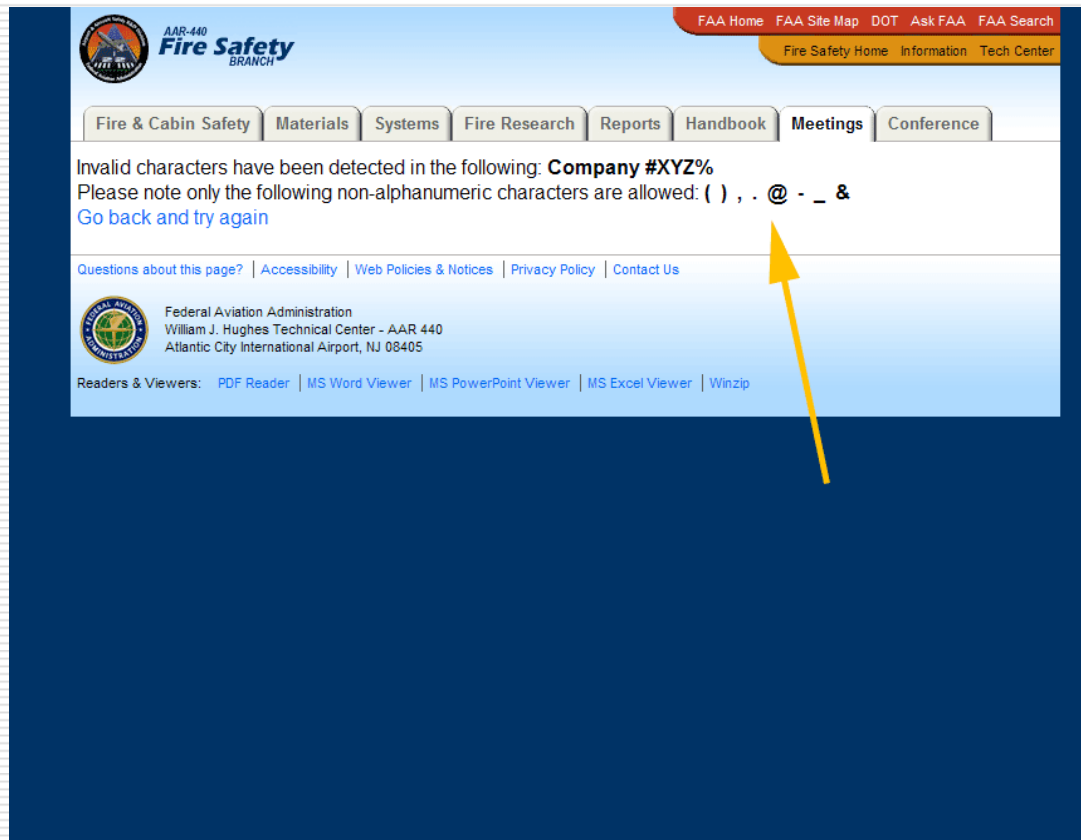 FAA Home FAA Site Map DOT Ask FAA FAA Search
AAR-440
Fire Safety
BRANCH
Fire Safety Home Information Tech Center
Fire & Cabin Safety Materials Systems Fire Research Reports Handbook Meetings Conference
Invalid characters have been detected in the following: Company #XYZ%
Please note only the following non-alphanumeric characters are allowed: ( ) , . @ - _ &
Go back and try again
Questions about this page? | Accessibility | Web Policies & Notices | Privacy Policy | Contact Us
Federal Aviation Administration
William J. Hughes Technical Center - AAR 440
Atlantic City International Airport, NJ 08405
Readers & Viewers: PDF Reader | MS Word Viewer | MS PowerPoint Viewer | MS Excel Viewer | Winzip